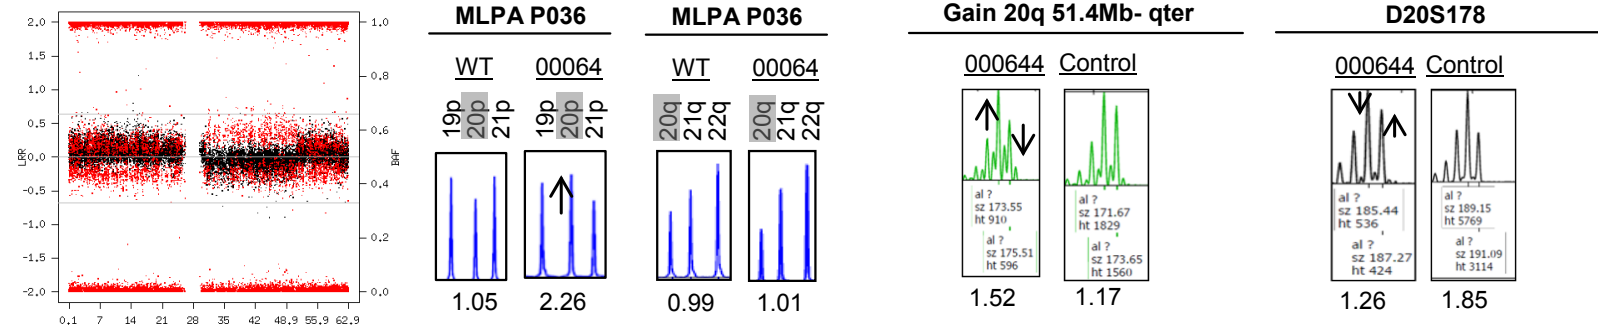 MLPA P036
MLPA P036
Gain 20q 51.4Mb- qter
D20S178
WT
00064
WT
00064
000644
Control
000644
Control
19p
20p
21p
19p
20p
21p
20q
21q
22q
20q
21q
22q
2.0
1.5
1.0
0.5
0.0
-0.5
-1.0
-1.5
-2.0
LRR
1.0
0.8
0.6
0.4
0.2
0.0
BAF
0.1 7 14 21 28 35 42 48.9 55.9 62.9
al ?
sz 173.55
ht 910
al ?
sz 175.51
ht 596
al ?
sz 171.67
ht 1829
al ?
sz 173.65
ht 1560
al ?
sz 185.44
ht 536
al ?
sz 187.27
ht 424
al ?
sz 189.15
ht 5769
al ?
sz 191.09
ht 3114
1.05
2.26
0.99
1.01
1.52
1.17
1.26
1.85